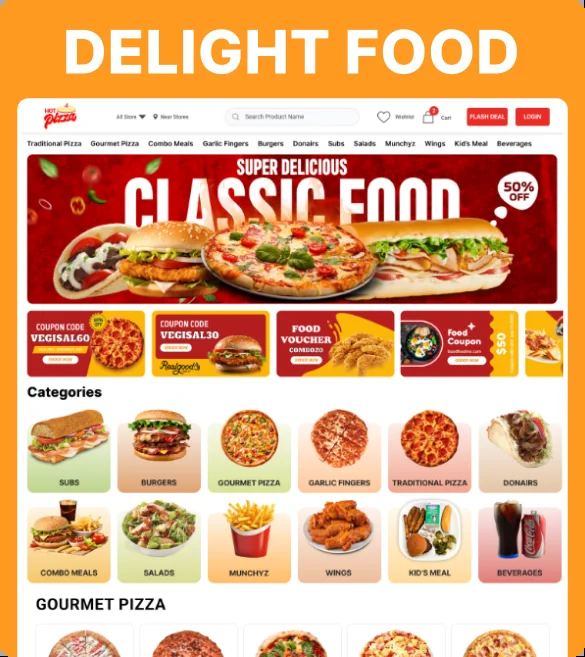 DELIGHT FOOD
HOT
Pizza
All Store
Near Stores
Search Product Name
Wishlist
Cart
FLASH DEAL
LOGIN
Traditional Pizza Gourmet Pizza Combo Meals Garlic Fingers Burgers Donairs Subs Salads Munchyz Wings Kid's Meal Beverages
SUPER DELICIOUS
CLASSIC FOOD
50%
OFF
COUPON CODE
VEGISAL60
ORDER NOW
COUPON CODE
VEGISAL30
ORDER NOW
Realgood's
FOOD
VOUCHER
COMDOZO
ORDER NOW
Food
Coupon
$50
Categories
SUBS
BURGERS
GOURMET PIZZA
GARLIC FINGERS
TRADITIONAL PIZZA
DONAIRS
COMBO MEALS
SALADS
MUNCHYZ
WINGS
KID'S MEAL
BEVERAGES
GOURMET PIZZA